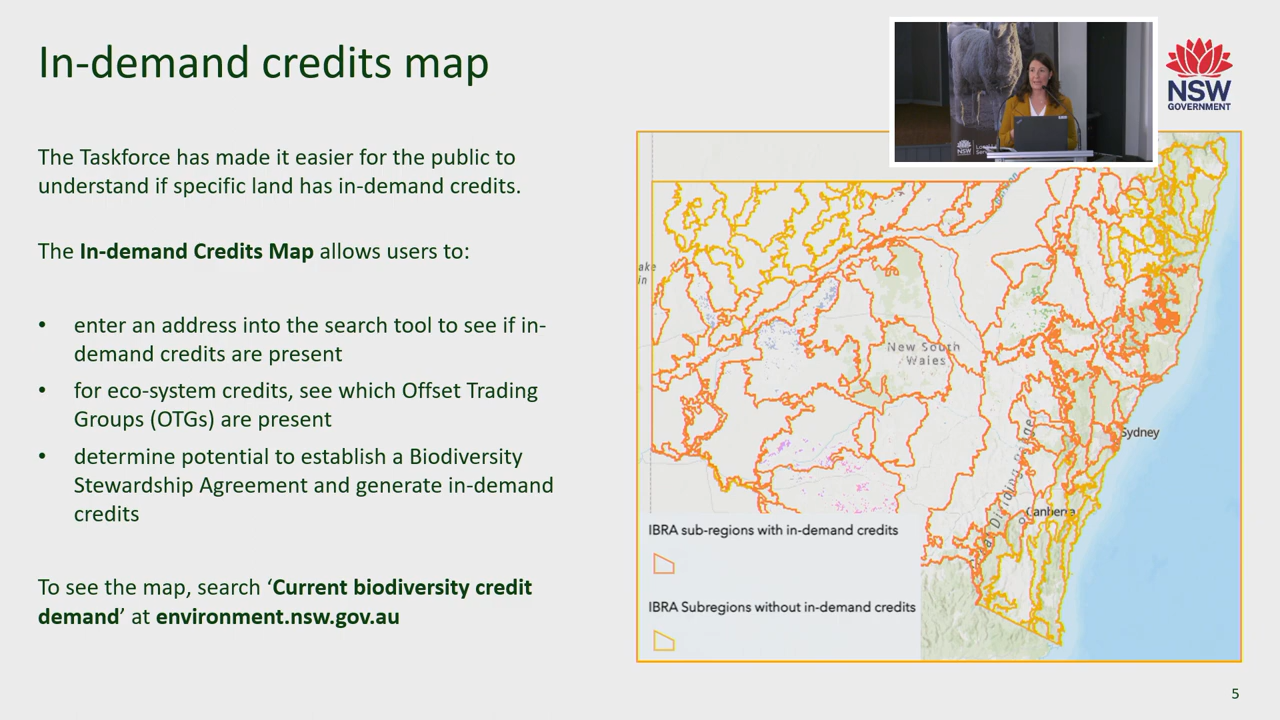 In-demand credits map
NSW
GOVERNMENT
The Taskforce has made it easier for the public to
understand if specific land has in-demand credits.
The In-demand Credits Map allows users to:
• enter an address into the search tool to see if in-
demand credits are present
• for eco-system credits, see which Offset Trading
Groups (OTGs) are present
• determine potential to establish a Biodiversity
Stewardship Agreement and generate in-demand
credits
To see the map, search ‘Current biodiversity credit
demand’ at environment.nsw.gov.au
NSW
ake
in
New South
Wales
Sydney
Canberra
Great Dividing Range
IBRA sub-regions with in-demand credits
IBRA Subregions without in-demand credits
5